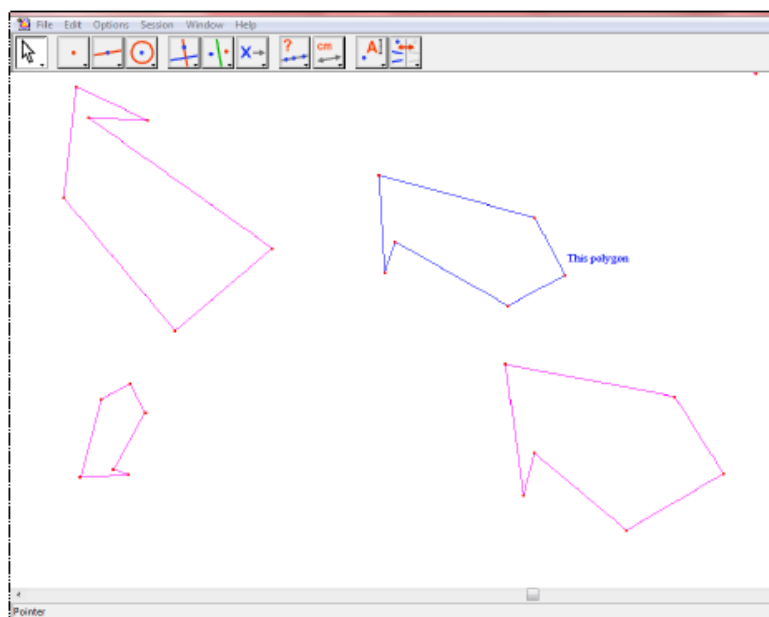 File Edit Options Session Window Help
? cm A
X
This polygon
Pointer